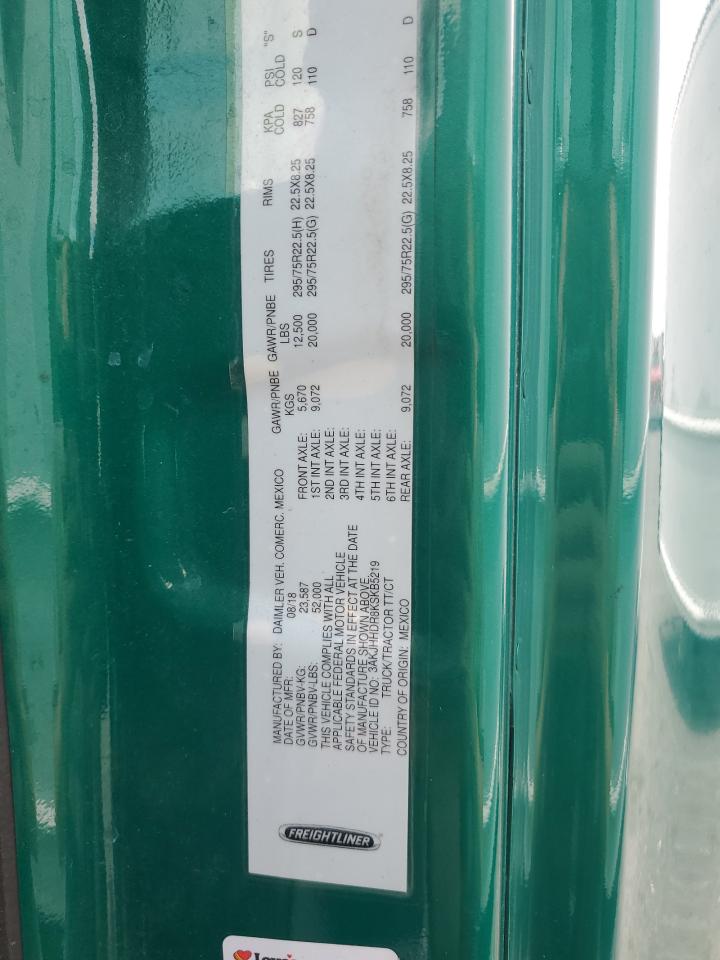 FREIGHTLINER
MANUFACTURED BY: DAIMLER VEH. COMERC. MEXICO
DATE OF MFR: 08/18
GVWR/PNBV-KG: 23,587
GVWR/PNBV-LBS: 52,000
THIS VEHICLE COMPLIES WITH ALL
APPLICABLE FEDERAL MOTOR VEHICLE
SAFETY STANDARDS IN EFFECT AT THE DATE
OF MANUFACTURE SHOWN ABOVE.
VEHICLE ID NO: 3AKJHHDR8KSKB5219
TYPE: TRUCK/TRACTOR TT/CT
COUNTRY OF ORIGIN: MEXICO
GAWR/PNBE GAWR/PNBE TIRES RIMS KPA PSI "S"
KGS LBS COLD COLD
FRONT AXLE: 5,670 12,500 295/75R22.5(H) 22.5X8.25 827 120 S
1ST INT AXLE: 9,072 20,000 295/75R22.5(G) 22.5X8.25 758 110 D
2ND INT AXLE:
3RD INT AXLE:
4TH INT AXLE:
5TH INT AXLE:
6TH INT AXLE:
REAR AXLE: 9,072 20,000 295/75R22.5(G) 22.5X8.25 758 110 D